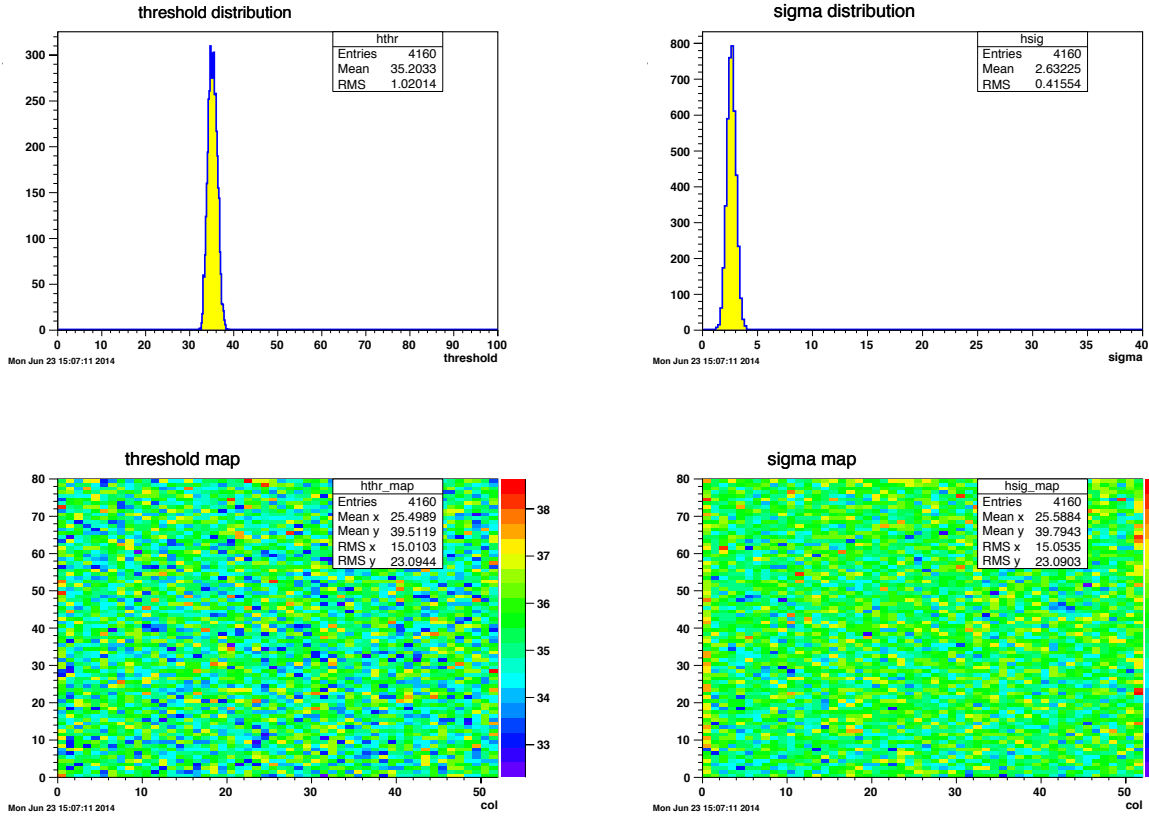 threshold distribution
hthr
Entries 4160
Mean 35.2033
RMS 1.02014
300
250
200
150
100
50
0
0 10 20 30 40 50 60 70 80 90 100
threshold
Mon Jun 23 15:07:11 2014
sigma distribution
hsig
Entries 4160
Mean 2.63225
RMS 0.41554
800
700
600
500
400
300
200
100
0
0 5 10 15 20 25 30 35 40
sigma
Mon Jun 23 15:07:11 2014
threshold map
hthr_map
Entries 4160
Mean x 25.4989
Mean y 39.5119
RMS x 15.0103
RMS y 23.0944
80
70
60
50
40
30
20
10
0
0 10 20 30 40 50
col
38
37
36
35
34
33
Mon Jun 23 15:07:11 2014
sigma map
hsig_map
Entries 4160
Mean x 25.5884
Mean y 39.7943
RMS x 15.0535
RMS y 23.0903
80
70
60
50
40
30
20
10
0
0 10 20 30 40 50
col
Mon Jun 23 15:07:11 2014